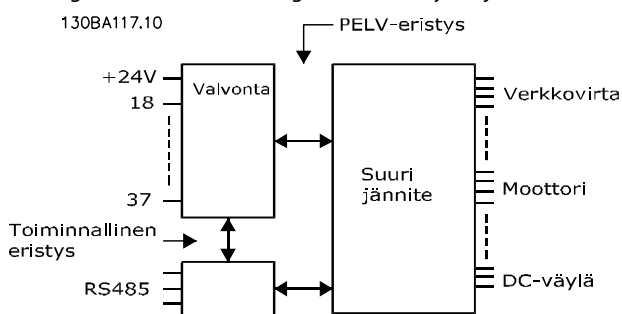 130BA117.10
PELV-eristys
+24V
18
37
Valvonta
Suuri
jännite
Verkkovirta
Moottori
DC-väylä
Toiminnallinen
eristys
RS485